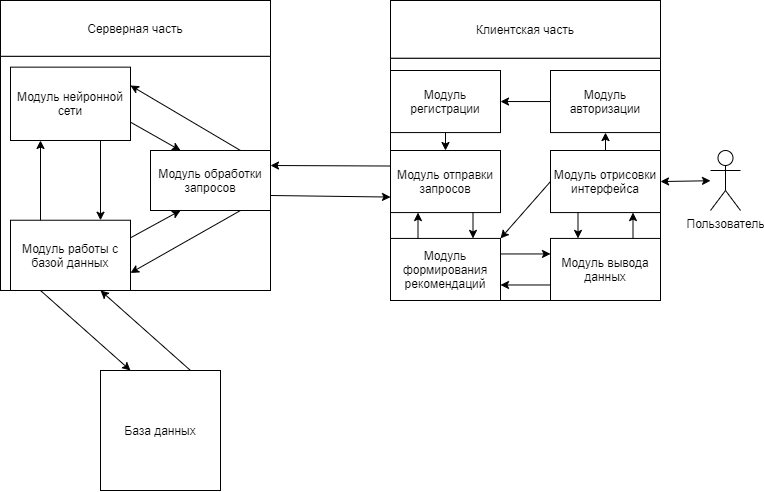 Серверная часть
Клиентская часть
Модуль нейронной
сети
Модуль
регистрации
Модуль
авторизации
Модуль обработки
запросов
Модуль отправки
запросов
Модуль отрисовки
интерфейса
Пользователь
Модуль работы с
базой данных
Модуль
формирования
рекомендаций
Модуль вывода
данных
База данных